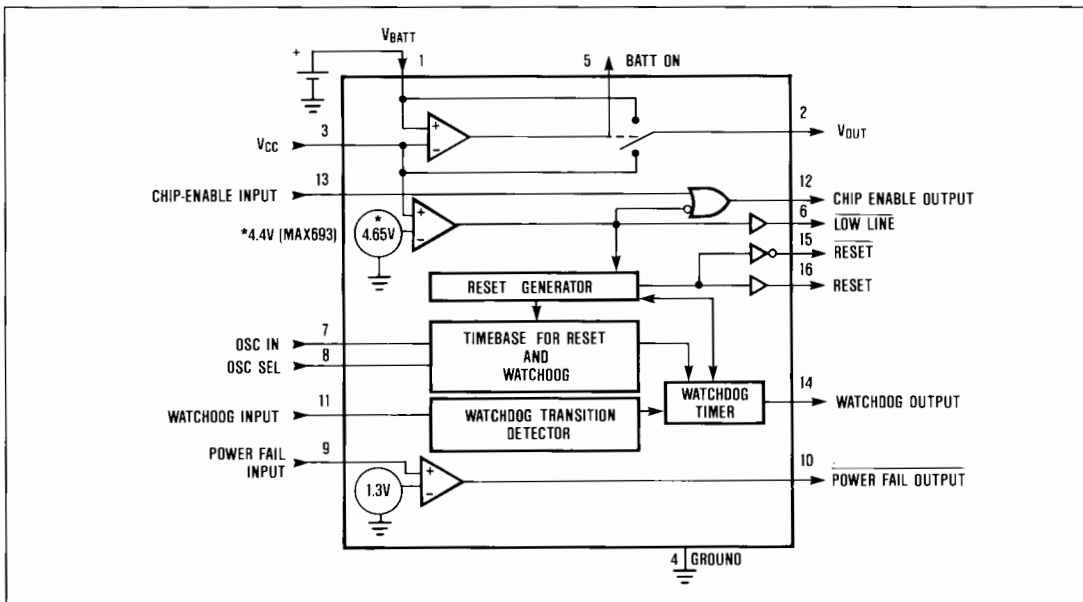 VBATT
+
1
5 BATT ON
3
VCC
2
VOUT
13
CHIP-ENABLE INPUT
12
CHIP ENABLE OUTPUT
6
LOW LINE
*
4.65V
*4.4V (MAX693)
15
RESET
16
RESET
+
−
+
−
RESET GENERATOR
7
OSC IN
8
OSC SEL
TIMEBASE FOR RESET
AND
WATCHOOG
11
WATCHOOG INPUT
WATCHDOG TRANSITION
DETECTOR
WATCHDOG
TIMER
14
WATCHDOG OUTPUT
9
POWER FAIL
INPUT
1.3V
+
−
10
POWER FAIL OUTPUT
4 GROUND